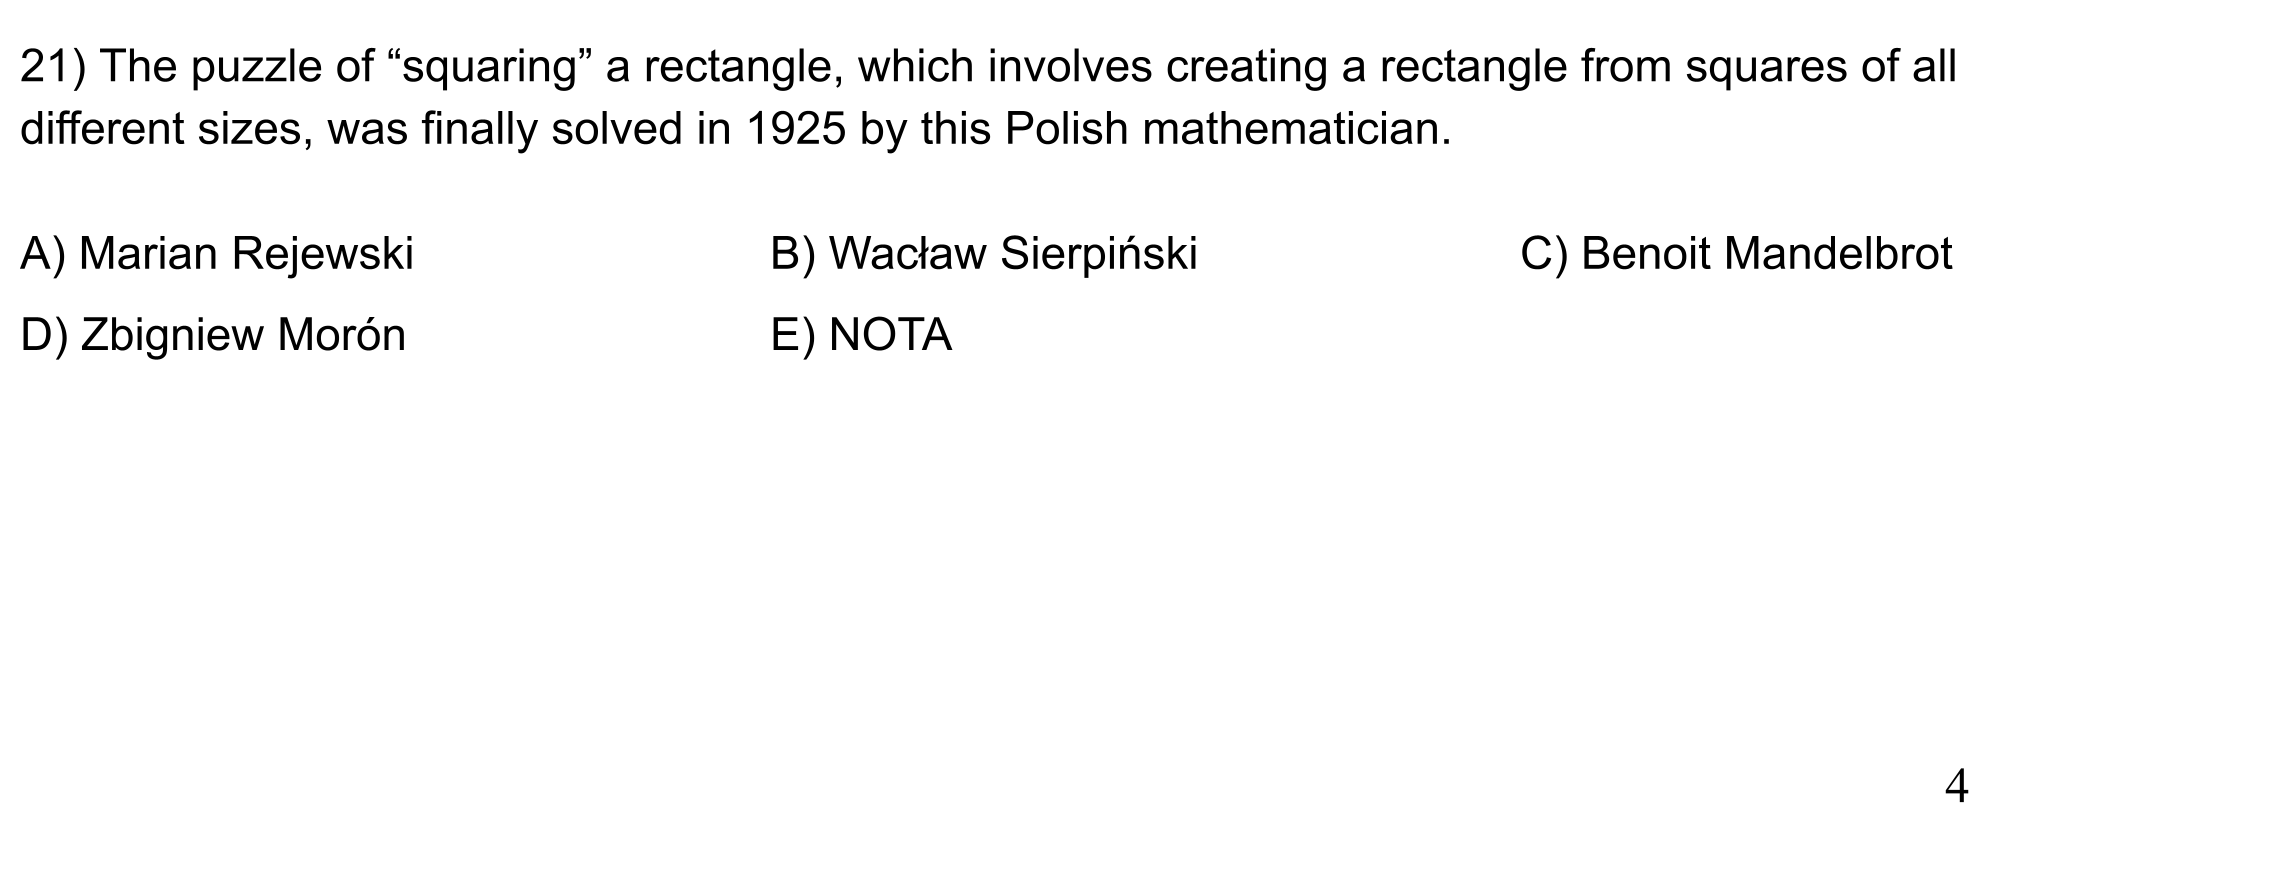 21) The puzzle of “squaring” a rectangle, which involves creating a rectangle from squares of all
different sizes, was finally solved in 1925 by this Polish mathematician.
A) Marian Rejewski B) Wacław Sierpiński C) Benoit Mandelbrot
D) Zbigniew Morón E) NOTA
4